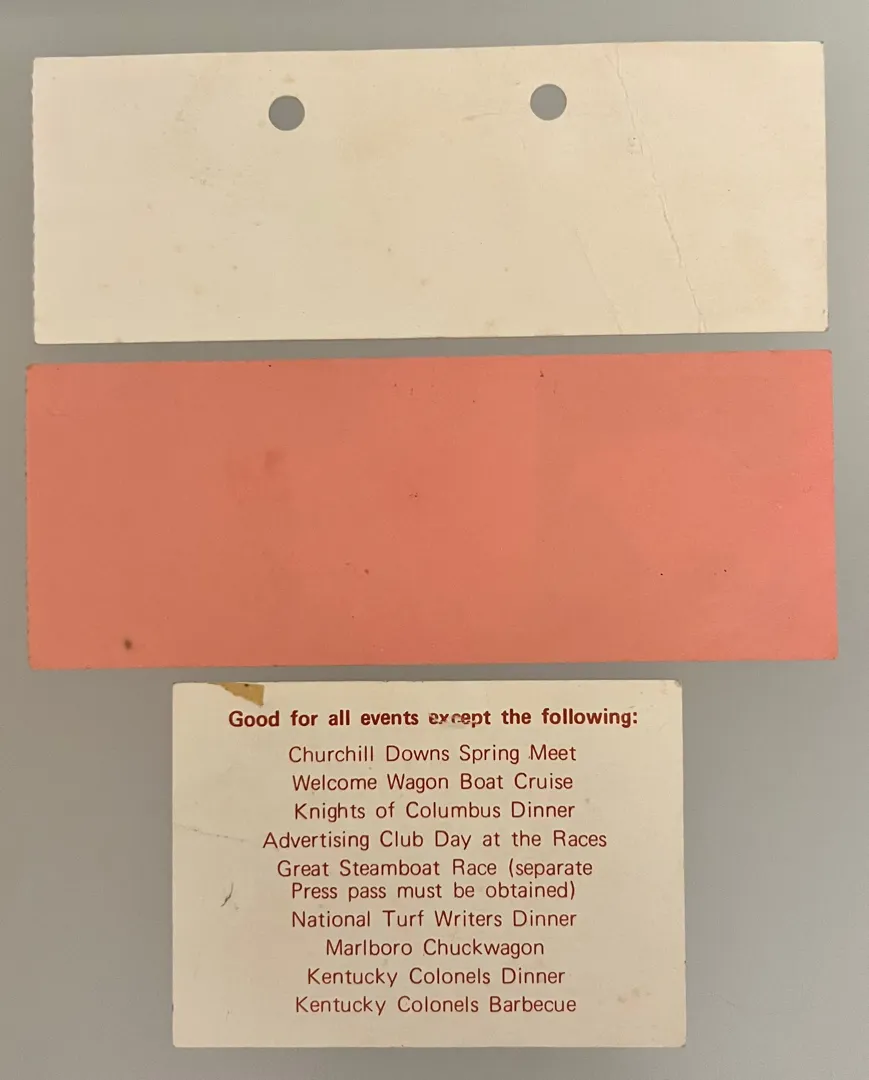 Good for all events except the following:
Churchill Downs Spring Meet
Welcome Wagon Boat Cruise
Knights of Columbus Dinner
Advertising Club Day at the Races
Great Steamboat Race (separate
Press pass must be obtained)
National Turf Writers Dinner
Marlboro Chuckwagon
Kentucky Colonels Dinner
Kentucky Colonels Barbecue